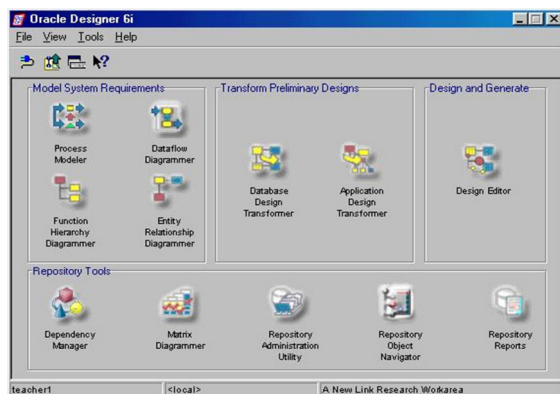 Oracle Designer 6i
File View Tools Help
Model System Requirements
Transform Preliminary Designs
Design and Generate
Process
Modeler
Dataflow
Diagrammer
Function
Hierarchy
Diagrammer
Entity
Relationship
Diagrammer
Database
Design
Transformer
Application
Design
Transformer
Design Editor
Repository Tools
Dependency
Manager
Matrix
Diagrammer
Repository
Administration
Utility
Repository
Object
Navigator
Repository
Reports
teacher1
<local>
A New Link Research Workarea